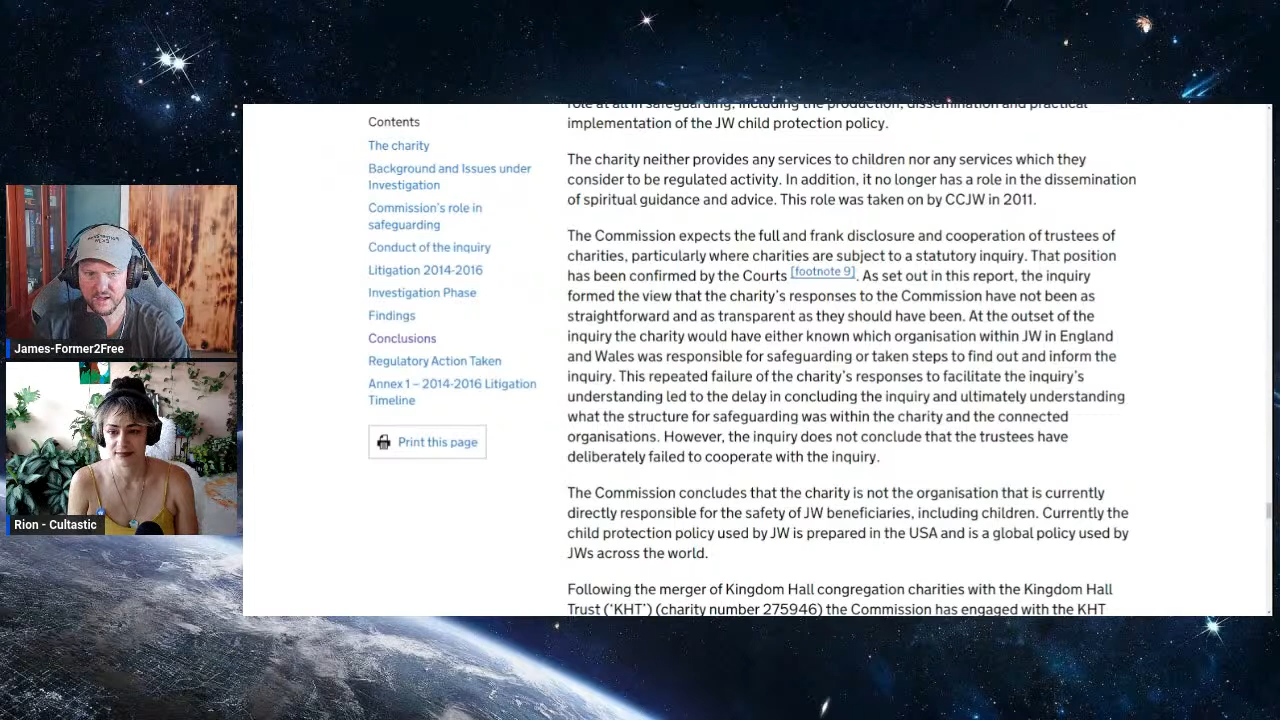 Contents
The charity
Background and Issues under
Investigation
Commission's role in
safeguarding
Conduct of the inquiry
Litigation 2014-2016
Investigation Phase
Findings
Conclusions
Regulatory Action Taken
Annex 1 – 2014-2016 Litigation
Timeline
Print this page
role at all in safeguarding, including the production, dissemination and practical
implementation of the JW child protection policy.
The charity neither provides any services to children nor any services which they
consider to be regulated activity. In addition, it no longer has a role in the dissemination
of spiritual guidance and advice. This role was taken on by CCJW in 2011.
The Commission expects the full and frank disclosure and cooperation of trustees of
charities, particularly where charities are subject to a statutory inquiry. That position
has been confirmed by the Courts [footnote 9]. As set out in this report, the inquiry
formed the view that the charity's responses to the Commission have not been as
straightforward and as transparent as they should have been. At the outset of the
inquiry the charity would have either known which organisation within JW in England
and Wales was responsible for safeguarding or taken steps to find out and inform the
inquiry. This repeated failure of the charity's responses to facilitate the inquiry's
understanding led to the delay in concluding the inquiry and ultimately understanding
what the structure for safeguarding was within the charity and the connected
organisations. However, the inquiry does not conclude that the trustees have
deliberately failed to cooperate with the inquiry.
The Commission concludes that the charity is not the organisation that is currently
directly responsible for the safety of JW beneficiaries, including children. Currently the
child protection policy used by JW is prepared in the USA and is a global policy used by
JWs across the world.
Following the merger of Kingdom Hall congregation charities with the Kingdom Hall
Trust ('KHT') (charity number 275946) the Commission has engaged with the KHT
James-Former2Free
Rion - Cultastic